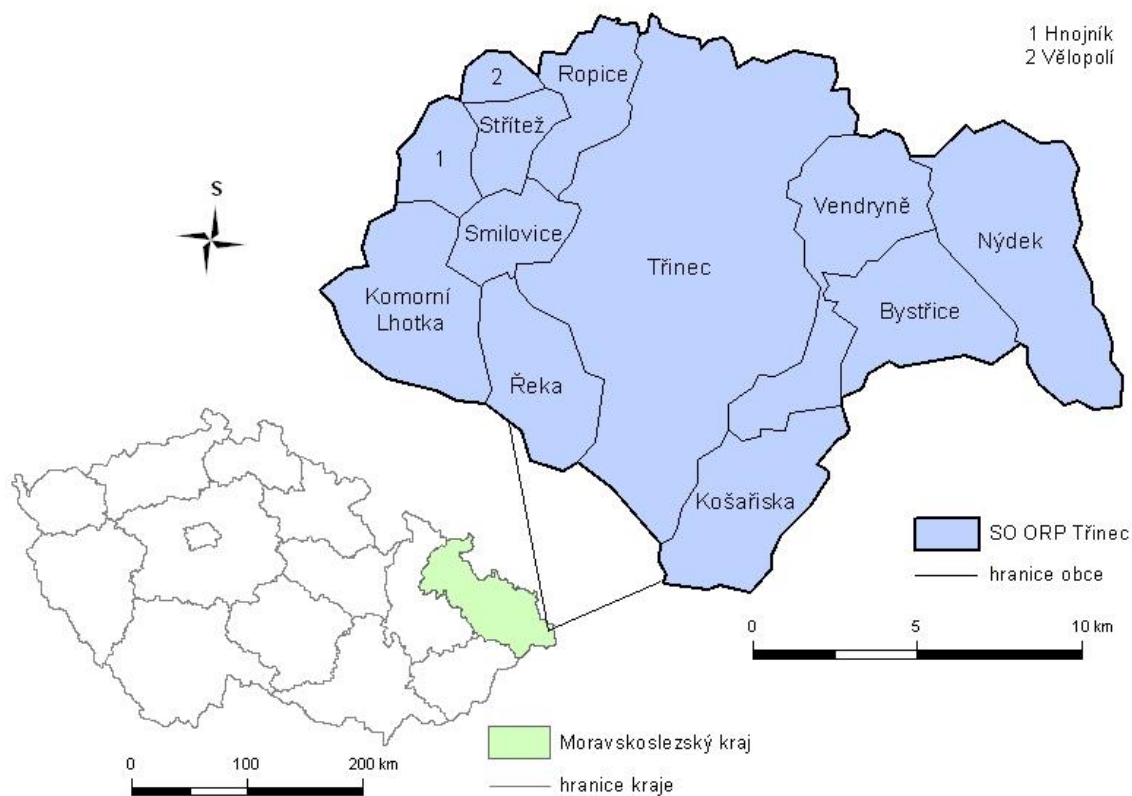 1 Hnojník
2 Vělopolí
Ropice
2
Střítež
1
S
Smilovice
Vendryně
Nýdek
Třinec
Komorní
Lhotka
Bystřice
Řeka
Košařiska
SO ORP Třinec
hranice obce
0 5 10 km
Moravskoslezský kraj
hranice kraje
0 100 200 km